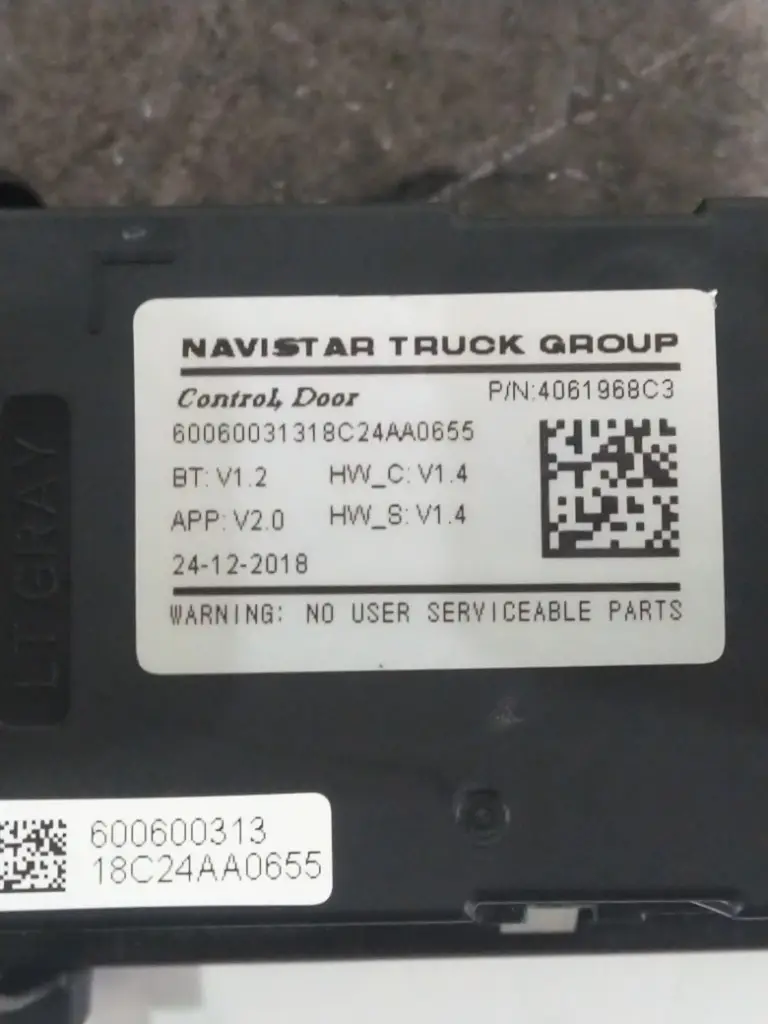 NAVISTAR TRUCK GROUP
Control, Door P/N:4061968C3
60060031318C24AA0655
BT: V1.2 HW_C: V1.4
APP: V2.0 HW_S: V1.4
24-12-2018
WARNING: NO USER SERVICEABLE PARTS
LT GRAY
600600313
18C24AA0655